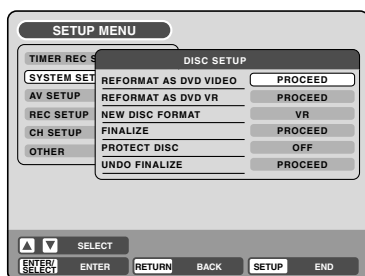 SETUP MENU
TIMER REC S
SYSTEM SET
AV SETUP
REC SETUP
CH SETUP
OTHER
DISC SETUP
REFORMAT AS DVD VIDEO PROCEED
REFORMAT AS DVD VR PROCEED
NEW DISC FORMAT VR
FINALIZE PROCEED
PROTECT DISC OFF
UNDO FINALIZE PROCEED
SELECT
ENTER/SELECT ENTER RETURN BACK SETUP END